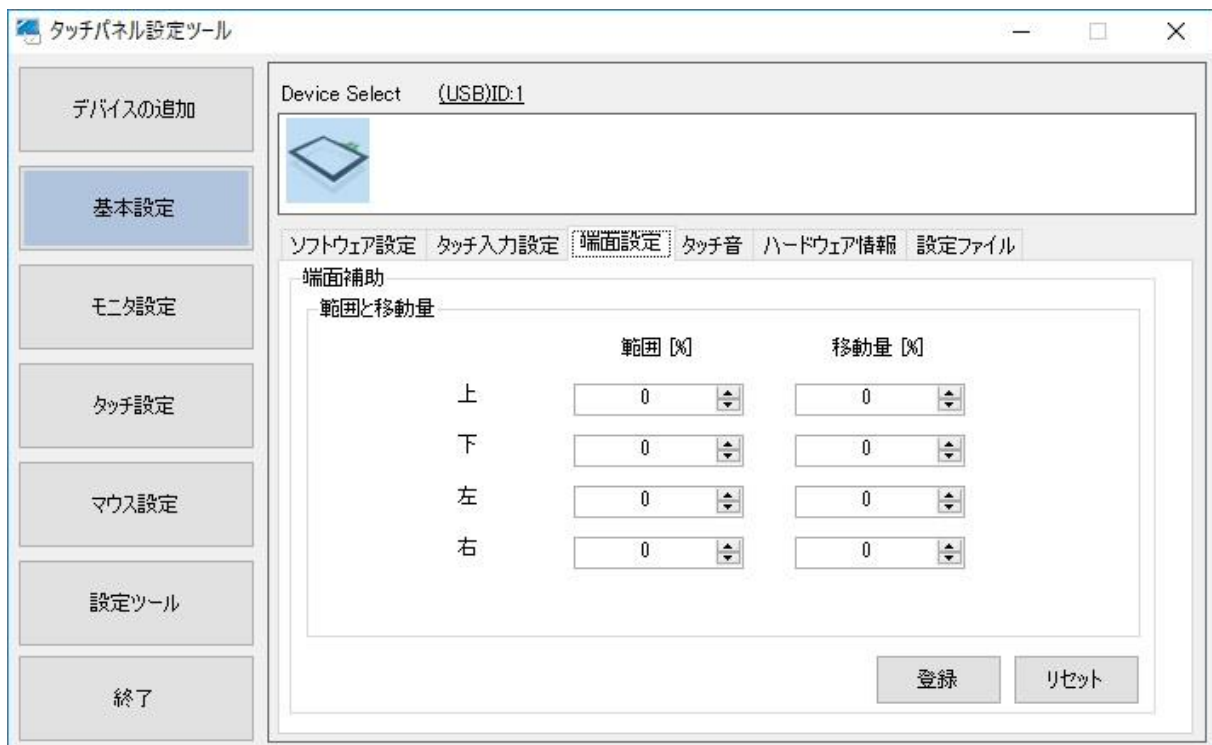 タッチパネル設定ツール
デバイスの追加
基本設定
モニタ設定
タッチ設定
マウス設定
設定ツール
終了
Device Select (USB)ID:1
ソフトウェア設定 タッチ入力設定 端面設定 タッチ音 ハードウェア情報 設定ファイル
端面補助
範囲と移動量
範囲 [%] 移動量 [%]
上 0 0
下 0 0
左 0 0
右 0 0
登録 リセット